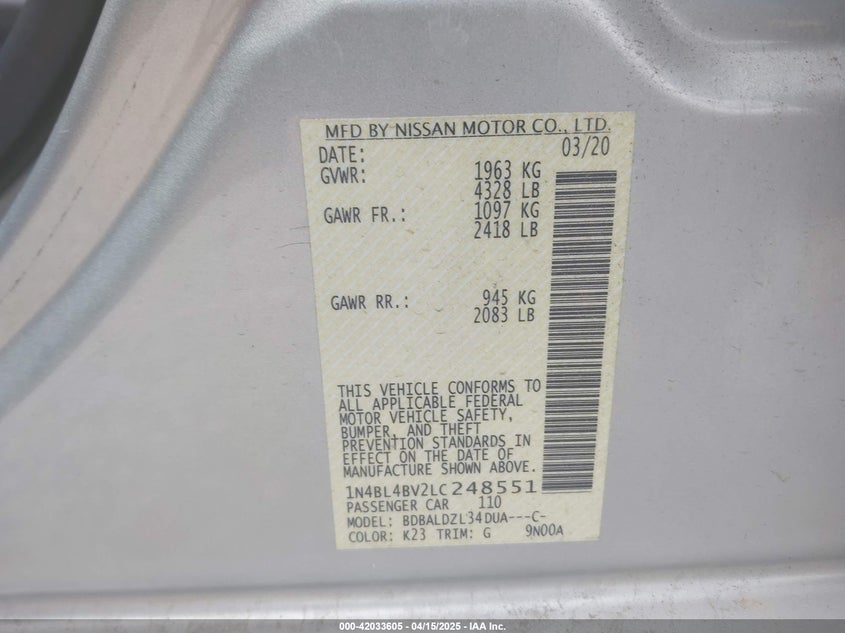 MFD BY NISSAN MOTOR CO., LTD.
DATE: 03/20
GVWR: 1963 KG
4328 LB
GAWR FR.: 1097 KG
2418 LB
GAWR RR.: 945 KG
2083 LB
THIS VEHICLE CONFORMS TO
ALL APPLICABLE FEDERAL
MOTOR VEHICLE SAFETY,
BUMPER, AND THEFT
PREVENTION STANDARDS IN
EFFECT ON THE DATE OF
MANUFACTURE SHOWN ABOVE.
1N4BL4BV2LC248551
PASSENGER CAR 110
MODEL: BDBALDZL34DUA---C-
COLOR: K23 TRIM: G 9N00A
000-42033605 - 04/15/2025 - IAA Inc.